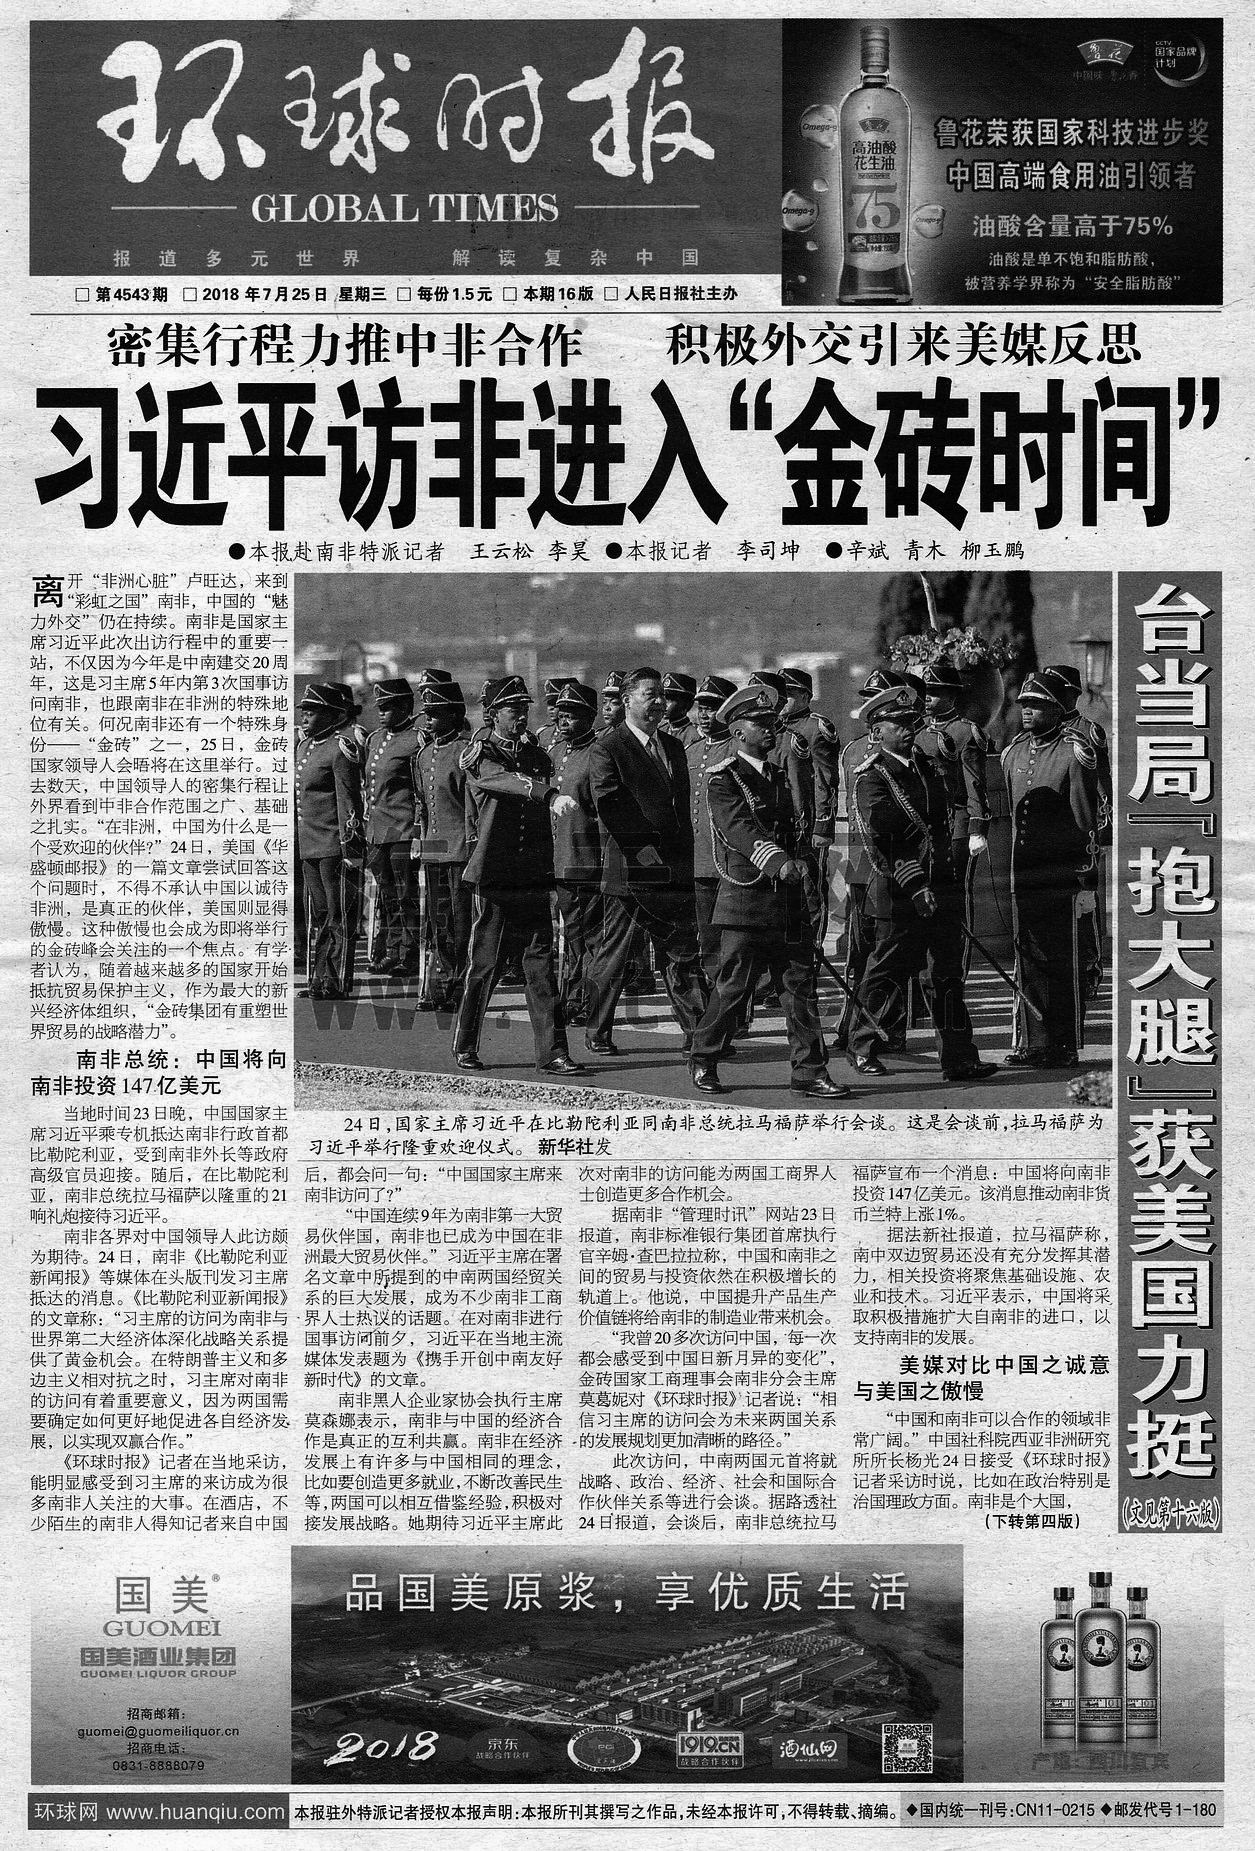 环球时报
GLOBAL TIMES
报道多元世界 解读复杂中国
鲁花
中国味 鲁花香
CCTV
国家品牌
计划
Omega-9
Omega-9
Omega-9
高油酸
花生油
75
鲁花荣获国家科技进步奖
中国高端食用油引领者
油酸含量高于75%
油酸是单不饱和脂肪酸,
被营养学界称为“安全脂肪酸”
□ 第4543期 □ 2018年7月25日 星期三 □ 每份1.5元 □ 本期16版 □ 人民日报社主办
密集行程力推中非合作 积极外交引来美媒反思
习近平访非进入“金砖时间”
●本报赴南非特派记者 王云松 李昊 ●本报记者 李司坤 ●辛斌 青木 柳玉鹏
离开“非洲心脏”卢旺达，来到
“彩虹之国”南非，中国的“魅
力外交”仍在持续。南非是国家主
席习近平此次出访行程中的重要一
站，不仅因为今年是中南建交20周
年，这是习主席5年内第3次国事访
问南非，也跟南非在非洲的特殊地
位有关。何况南非还有一个特殊身
份——“金砖”之一，25日，金砖
国家领导人会晤将在这里举行。过
去数天，中国领导人的密集行程让
外界看到中非合作范围之广、基础
之扎实。“在非洲，中国为什么是一
个受欢迎的伙伴?”24日，美国《华
盛顿邮报》的一篇文章尝试回答这
个问题时，不得不承认中国以诚待
非洲，是真正的伙伴，美国则显得
傲慢。这种傲慢也会成为即将举行
的金砖峰会关注的一个焦点。有学
者认为，随着越来越多的国家开始
抵抗贸易保护主义，作为最大的新
兴经济体组织，“金砖集团有重塑世
界贸易的战略潜力”。
南非总统：中国将向
南非投资147亿美元
当地时间23日晚，中国国家主
席习近平乘专机抵达南非行政首都
比勒陀利亚，受到南非外长等政府
高级官员迎接。随后，在比勒陀利
亚，南非总统拉马福萨以隆重的21
响礼炮接待习近平。
南非各界对中国领导人此访颇
为期待。24日，南非《比勒陀利亚
新闻报》等媒体在头版刊发习主席
抵达的消息。《比勒陀利亚新闻报》
的文章称：“习主席的访问为南非与
世界第二大经济体深化战略关系提
供了黄金机会。在特朗普主义和多
边主义相对抗之时，习主席对南非
的访问有着重要意义，因为两国需
要确定如何更好地促进各自经济发
展，以实现双赢合作。”
《环球时报》记者在当地采访，
能明显感受到习主席的来访成为很
多南非人关注的大事。在酒店，不
少陌生的南非人得知记者来自中国
24日,国家主席习近平在比勒陀利亚同南非总统拉马福萨举行会谈。这是会谈前,拉马福萨为
习近平举行隆重欢迎仪式。 新华社发
后，都会问一句：“中国国家主席来
南非访问了?”
“中国连续9年为南非第一大贸
易伙伴国，南非也已成为中国在非
洲最大贸易伙伴。”习近平主席在署
名文章中所提到的中南两国经贸关
系的巨大发展，成为不少南非工商
界人士热议的话题。在对南非进行
国事访问前夕，习近平在当地主流
媒体发表题为《携手开创中南友好
新时代》的文章。
南非黑人企业家协会执行主席
莫森娜表示，南非与中国的经济合
作是真正的互利共赢。南非在经济
发展上有许多与中国相同的理念，
比如要创造更多就业,不断改善民生
等,两国可以相互借鉴经验,积极对
接发展战略。她期待习近平主席此
次对南非的访问能为两国工商界人
士创造更多合作机会。
据南非“管理时讯”网站23日
报道，南非标准银行集团首席执行
官辛姆·查巴拉拉称，中国和南非之
间的贸易与投资依然在积极增长的
轨道上。他说，中国提升产品生产
价值链将给南非的制造业带来机会。
“我曾20多次访问中国，每一次
都会感受到中国日新月异的变化”，
金砖国家工商理事会南非分会主席
莫葛妮对《环球时报》记者说：“相
信习主席的访问会为未来两国关系
的发展规划更加清晰的路径。”
此次访问，中南两国元首将就
战略、政治、经济、社会和国际合
作伙伴关系等进行会谈。据路透社
24日报道，会谈后，南非总统拉马
福萨宣布一个消息：中国将向南非
投资147亿美元。该消息推动南非货
币兰特上涨1%。
据法新社报道，拉马福萨称，
南中双边贸易还没有充分发挥其潜
力，相关投资将聚焦基础设施、农
业和技术。习近平表示，中国将采
取积极措施扩大自南非的进口，以
支持南非的发展。
美媒对比中国之诚意
与美国之傲慢
“中国和南非可以合作的领域非
常广阔。”中国社科院西亚非洲研究
所所长杨光24日接受《环球时报》
记者采访时说，比如在政治特别是
治国理政方面。南非是个大国，
（下转第四版）
台当局『抱大腿』获美国力挺
（文见第十六版）
国美®
GUOMEI
国美酒业集团
GUOMEI LIQUOR GROUP
招商邮箱：
guomei@guomeiliquor.cn
招商电话：
0831-8888079
品国美原浆，享优质生活
2018
京东
战略合作伙伴
1919.CN
战略合作伙伴
酒仙网
产地：四川宜宾
环球网 www.huanqiu.com
本报驻外特派记者授权本报声明:本报所刊其撰写之作品,未经本报许可,不得转载、摘编。
◆国内统一刊号:CN11-0215 ◆邮发代号1-180